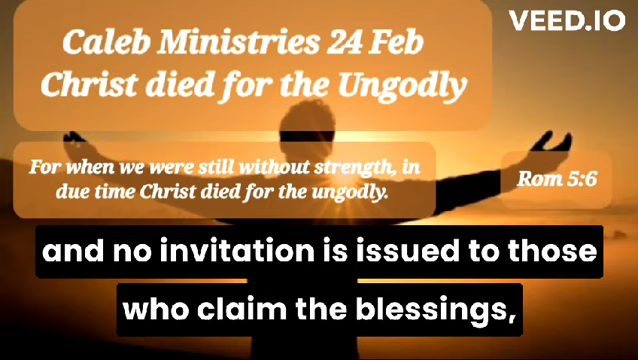 VEED.IO
Caleb Ministries 24 Feb
Christ died for the Ungodly
For when we were still without strength, in
due time Christ died for the ungodly.
Rom 5:6
and no invitation is issued to those
who claim the blessings,